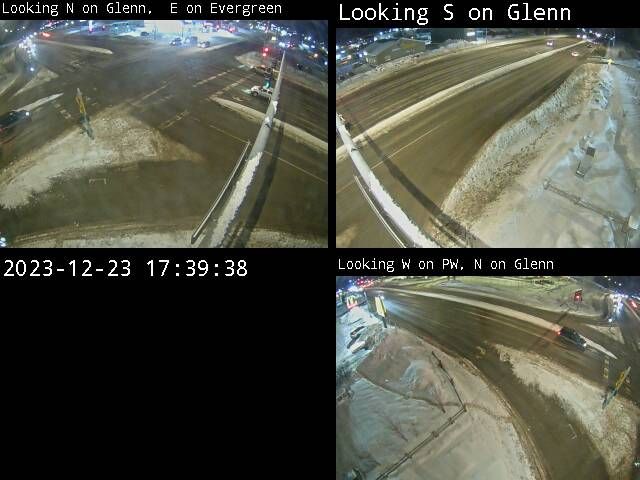 Looking N on Glenn, E on Evergreen
Looking S on Glenn
2023-12-23 17:39:38
Looking W on PW, N on Glenn